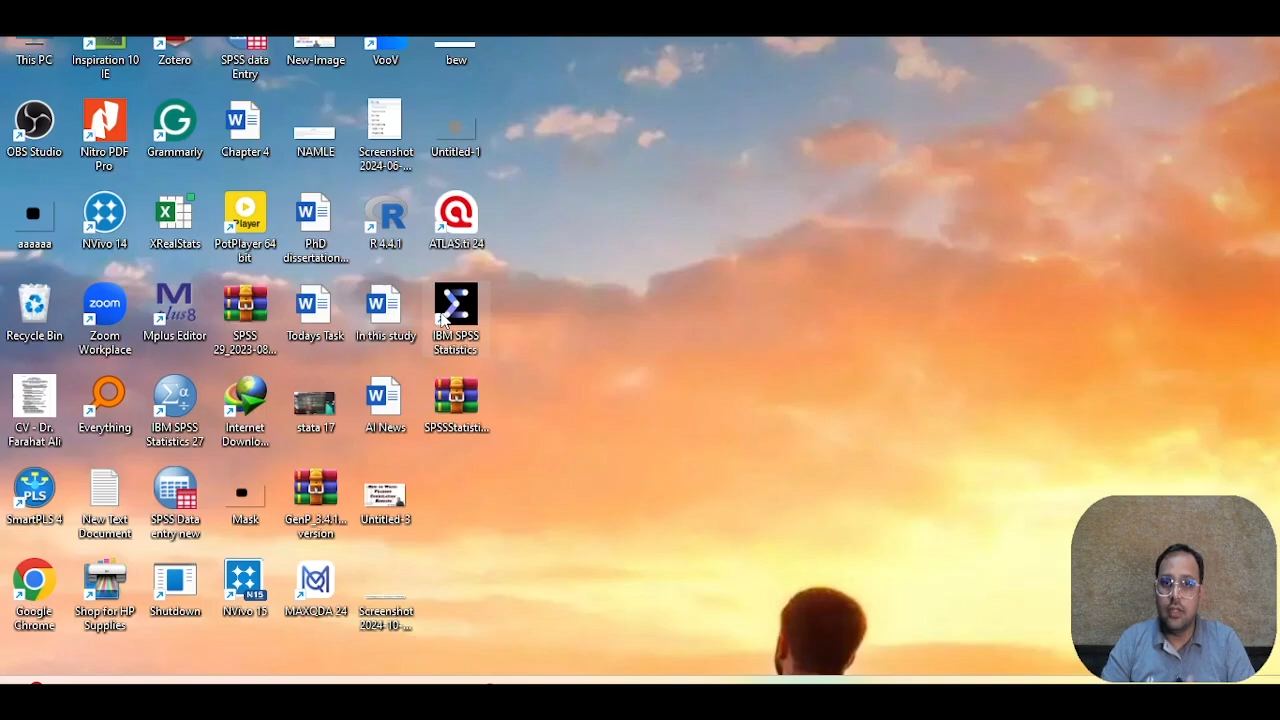 This PC
Inspiration 10
IE
Zotero
SPSS data
Entry
New-Image
VooV
bew
OBS Studio
Nitro PDF
Pro
Grammarly
Chapter 4
NAMLE
Screenshot
2024-06-...
Untitled-1
aaaaaa
NVivo 14
XRealStats
Player
PotPlayer 64
bit
PhD
dissertation...
R 4.4.1
ATLAS.ti 24
Recycle Bin
zoom
Zoom
Workplace
Mplus8
Mplus Editor
SPSS
29_2023-08...
Todays Task
In this study
IBM SPSS
Statistics
CV - Dr.
Farahat Ali
Everything
IBM SPSS
Statistics 27
Internet
Downlo...
stata 17
AI News
SPSSStatisti...
PLS
SmartPLS 4
New Text
Document
SPSS Data
entry new
Mask
GenP_3.4.1...
version
Untitled-3
Google
Chrome
Shop for HP
Supplies
Shutdown
N15
NVivo 15
MAXQDA 24
Screenshot
2024-10-...